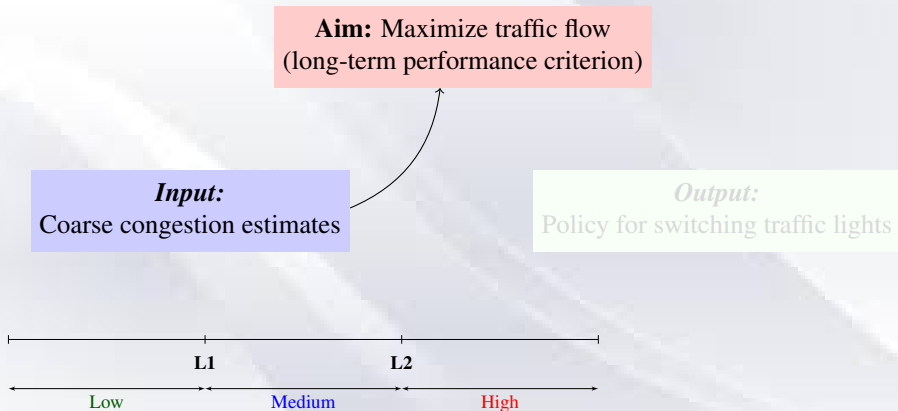 Aim: Maximize traffic flow
(long-term performance criterion)
Input:
Coarse congestion estimates
Output:
Policy for switching traffic lights
L1
L2
Low
Medium
High